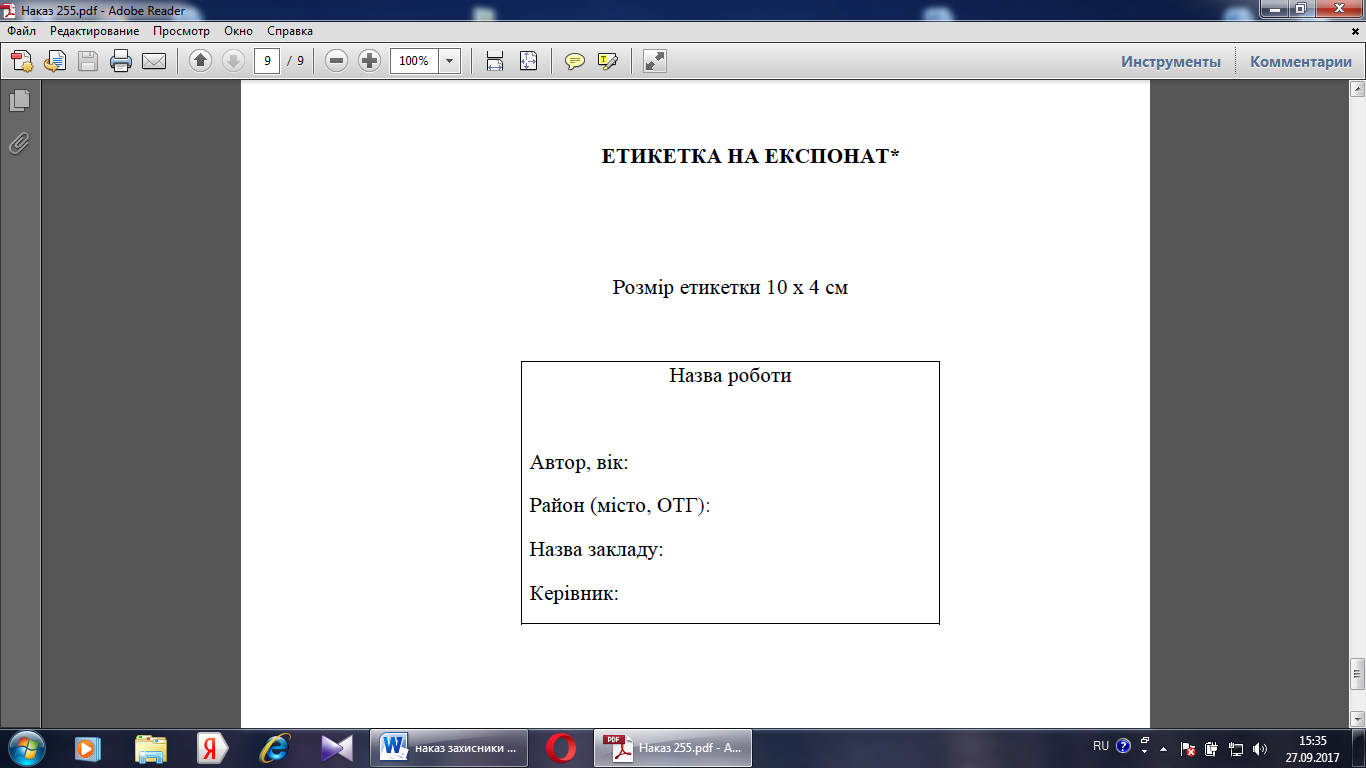 Наказ 255.pdf - Adobe Reader
Файл Редактирование Просмотр Окно Справка
9 / 9 100% Инструменты Комментарии
ЕТИКЕТКА НА ЕКСПОНАТ*
Розмір етикетки 10 х 4 см
Назва роботи
Автор, вік:
Район (місто, ОТГ):
Назва закладу:
Керівник:
наказ захисники ... Наказ 255.pdf - A... RU 15:35
27.09.2017